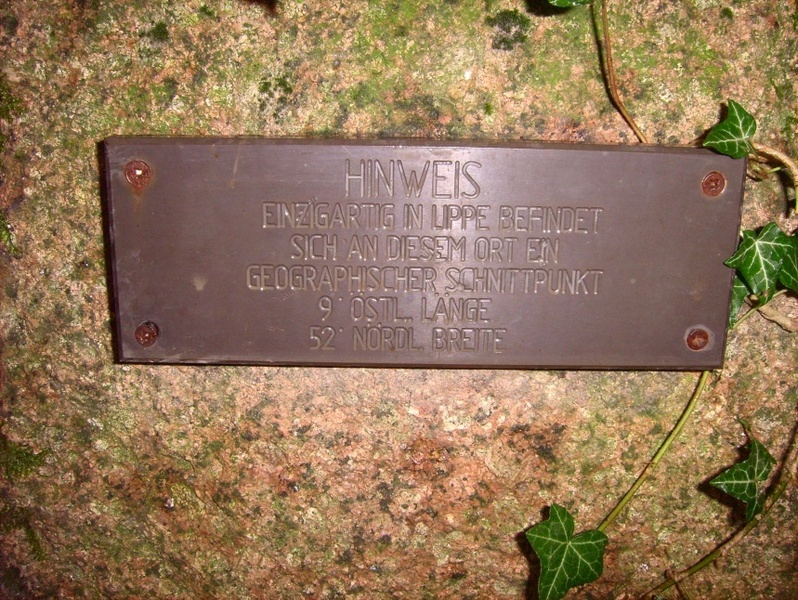 HINWEIS
EINZIGARTIG IN LIPPE BEFINDET
SICH AN DIESEM ORT EIN
GEOGRAPHISCHER SCHNITTPUNKT
9° ÖSTL. LÄNGE
52° NÖRDL. BREITE